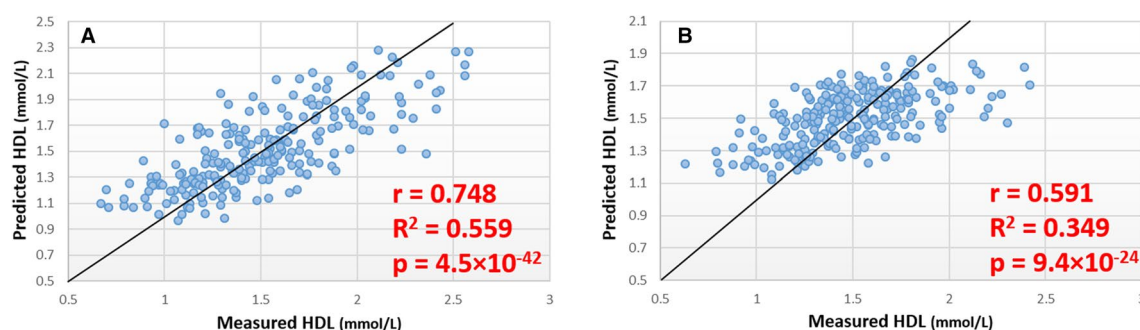 A
Predicted HDL (mmol/L)
2.5
2.3
2.1
1.9
1.7
1.5
1.3
1.1
0.9
0.7
0.5
r = 0.748
R² = 0.559
p = 4.5×10⁻⁴²
0.5 1 1.5 2 2.5 3
Measured HDL (mmol/L)
B
Predicted HDL (mmol/L)
2.1
1.9
1.7
1.5
1.3
1.1
0.9
0.7
0.5
r = 0.591
R² = 0.349
p = 9.4×10⁻²⁴
0.5 1 1.5 2 2.5
Measured HDL (mmol/L)